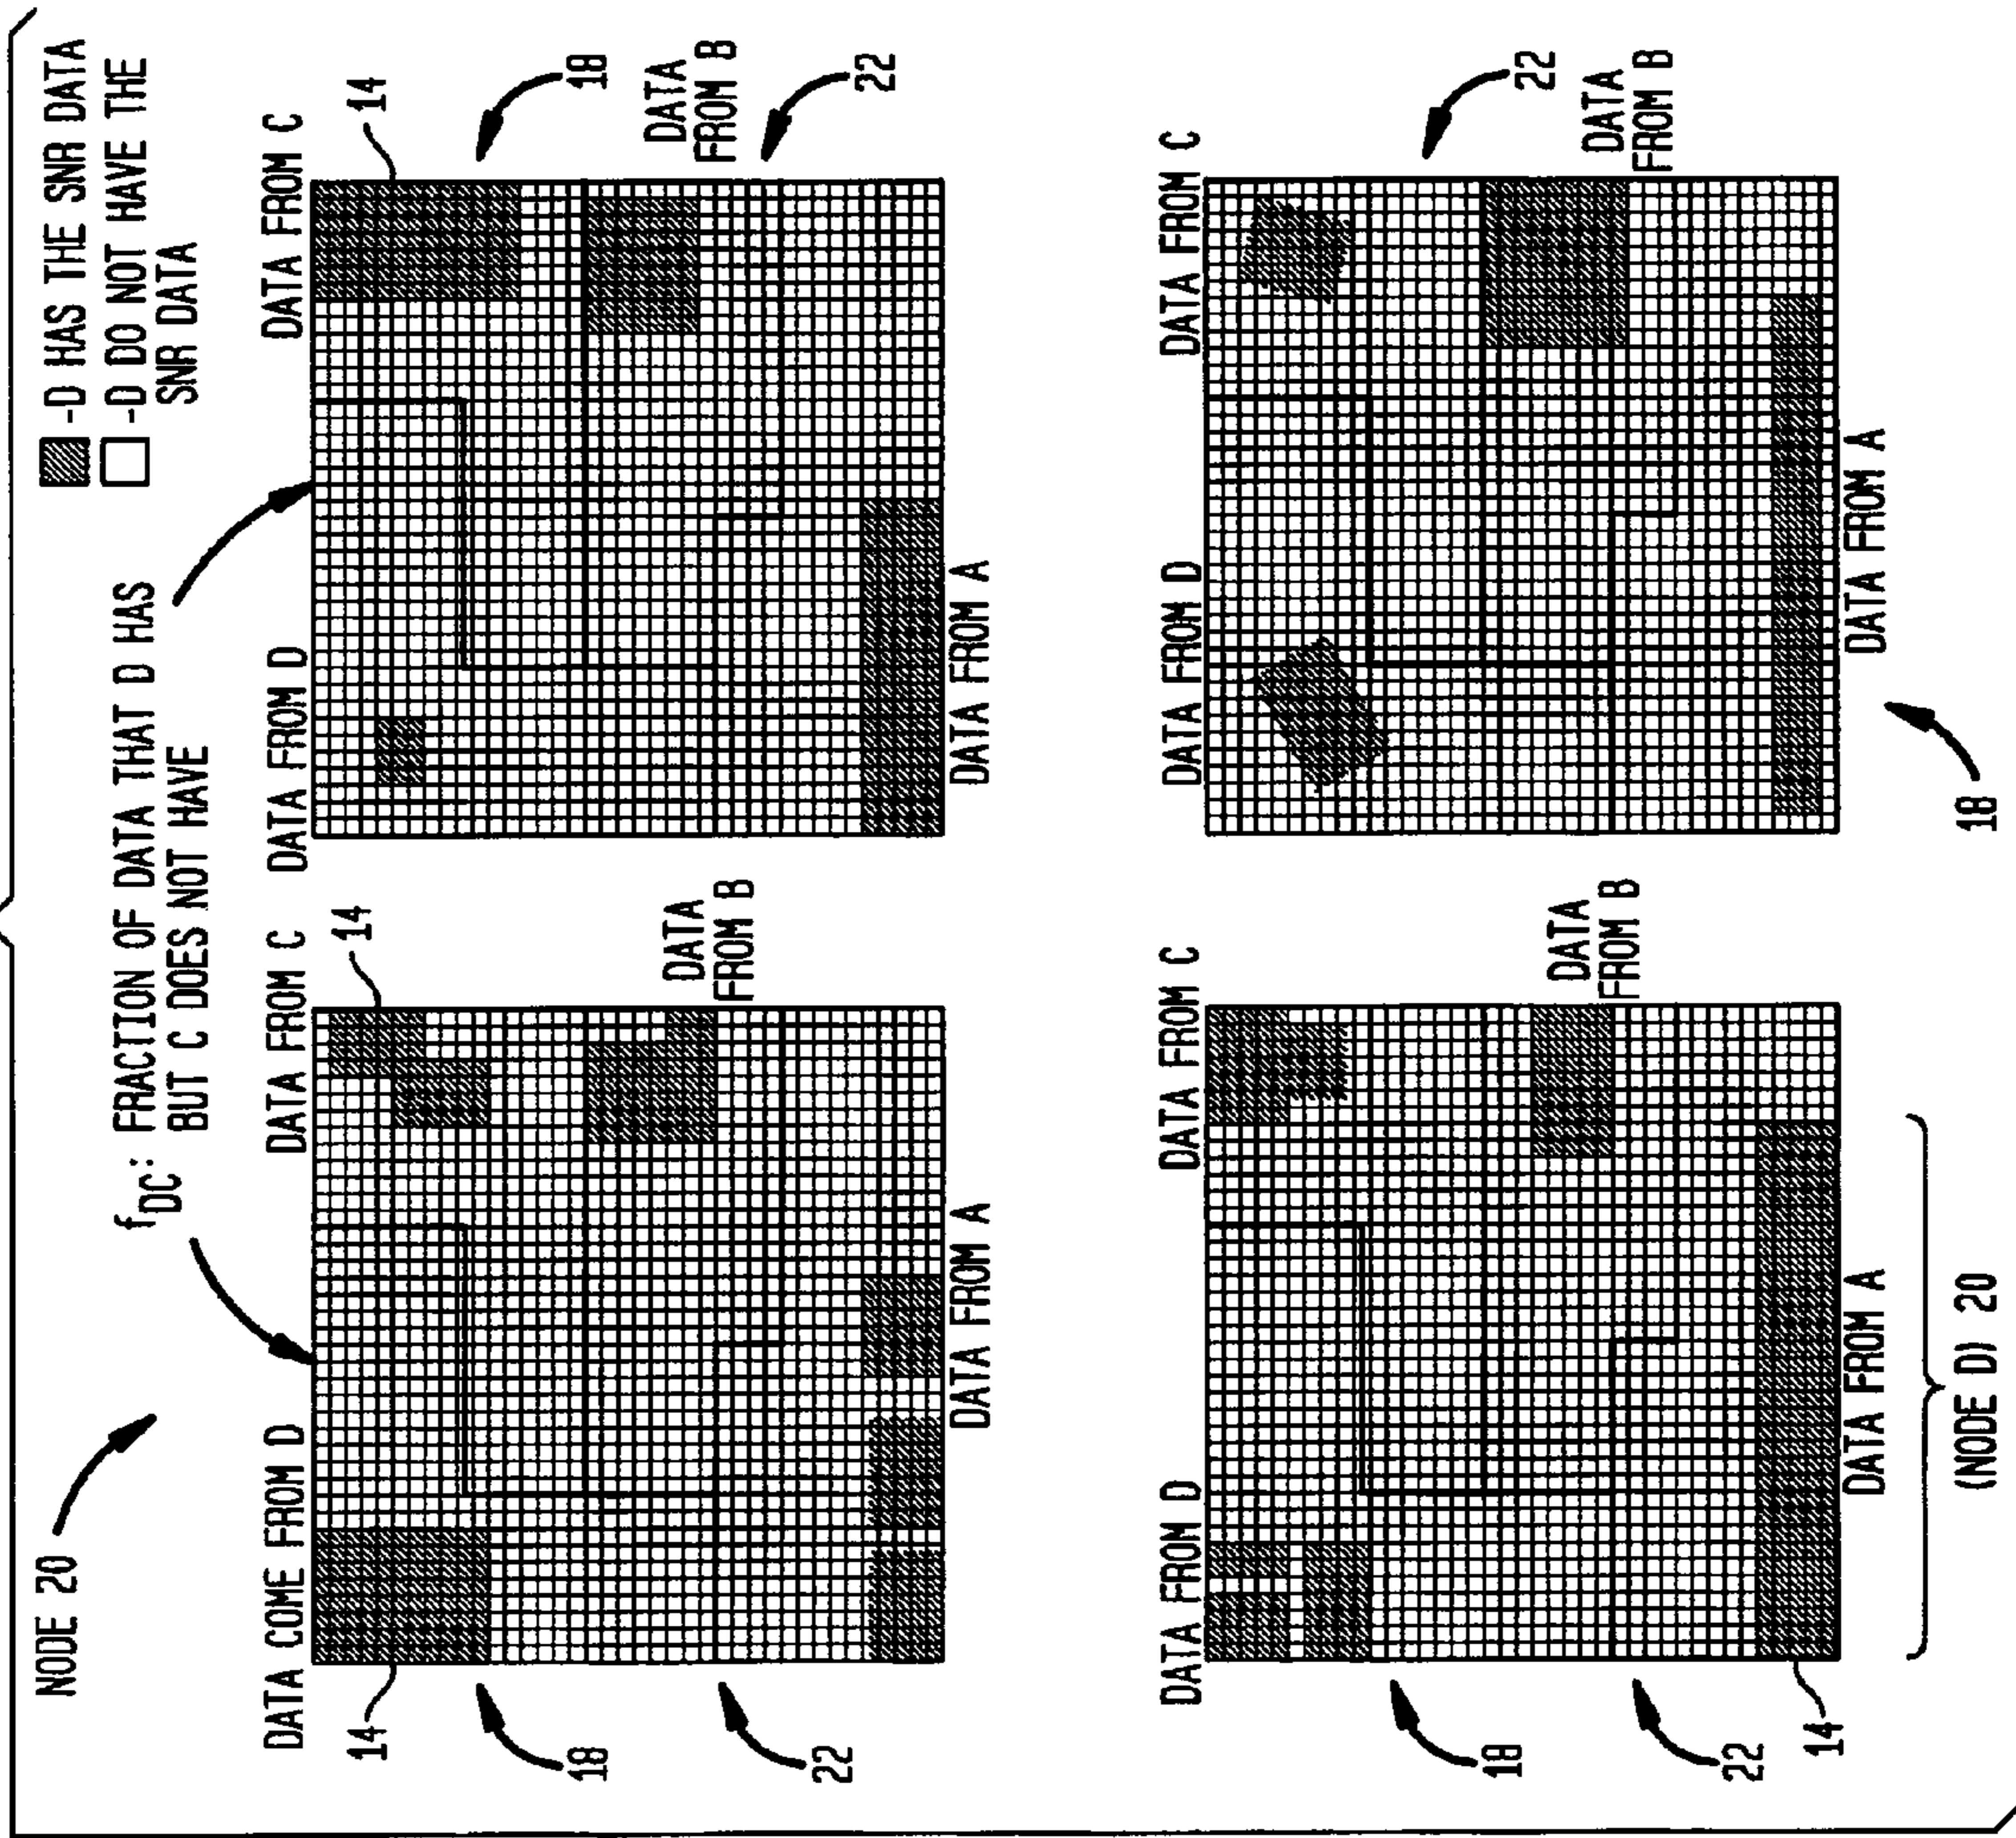 NODE 20
f DC: FRACTION OF DATA THAT D HAS
BUT C DOES NOT HAVE
-D HAS THE SNR DATA
-D DO NOT HAVE THE
SNR DATA
DATA COME FROM D
DATA FROM C
14
14
18
22
DATA
FROM B
DATA FROM A
DATA FROM D
DATA FROM C
14
18
DATA
FROM B
22
DATA FROM A
DATA FROM D
DATA FROM C
18
22
14
DATA
FROM B
DATA FROM A
(NODE D) 20
DATA FROM D
DATA FROM C
22
DATA
FROM B
DATA FROM A
18